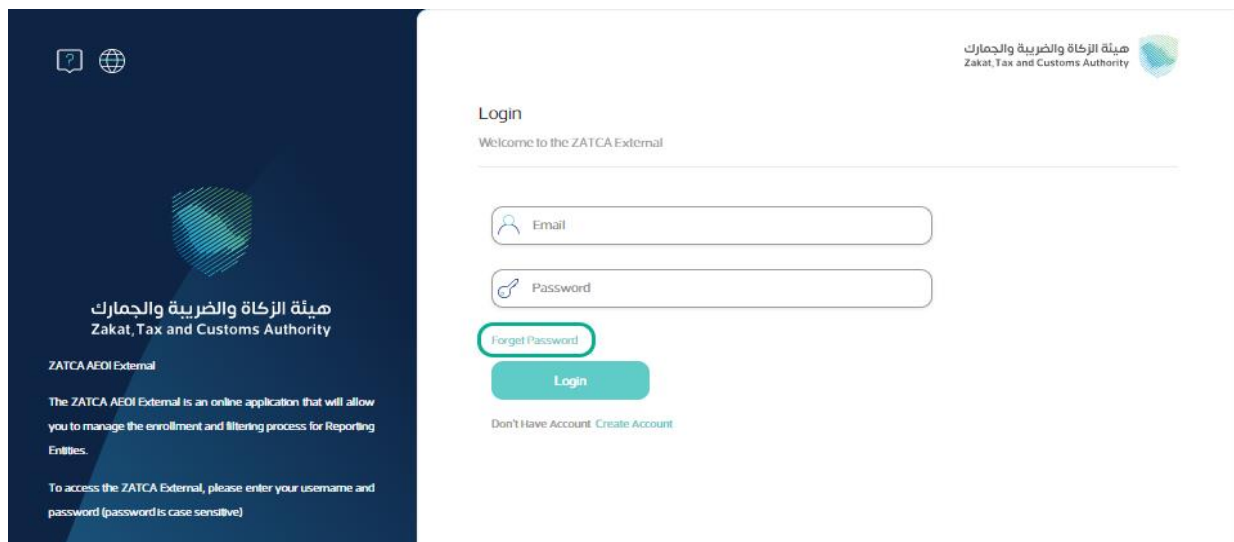 هيئة الزكاة والضريبة والجمارك
Zakat, Tax and Customs Authority
ZATCA AEOI External
The ZATCA AEOI External is an online application that will allow
you to manage the enrollment and filtering process for Reporting
Entities.
To access the ZATCA External, please enter your username and
password (password is case sensitive)
هيئة الزكاة والضريبة والجمارك
Zakat, Tax and Customs Authority
Login
Welcome to the ZATCA External
Email
Password
Forget Password
Login
Don't Have Account Create Account